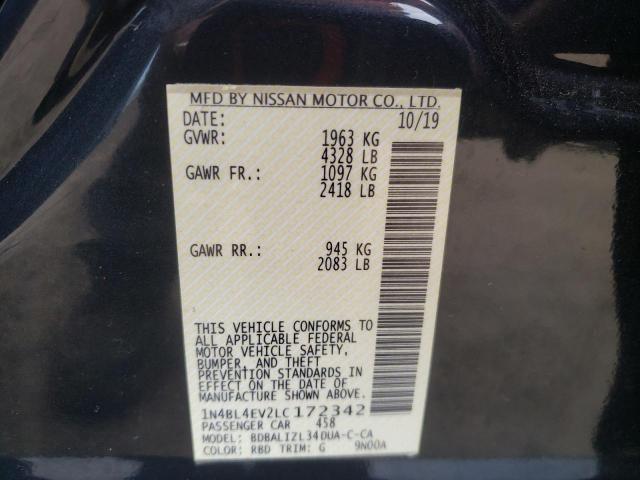 MFD BY NISSAN MOTOR CO., LTD.
DATE: 10/19
GVWR: 1963 KG
4328 LB
GAWR FR.: 1097 KG
2418 LB
GAWR RR.: 945 KG
2083 LB
THIS VEHICLE CONFORMS TO
ALL APPLICABLE FEDERAL
MOTOR VEHICLE SAFETY,
BUMPER, AND THEFT
PREVENTION STANDARDS IN
EFFECT ON THE DATE OF
MANUFACTURE SHOWN ABOVE.
1N4BL4EV2LC172342
PASSENGER CAR 458
MODEL: BDBALIZL34DUA-C-CA
COLOR: RBD TRIM: G 9N00A